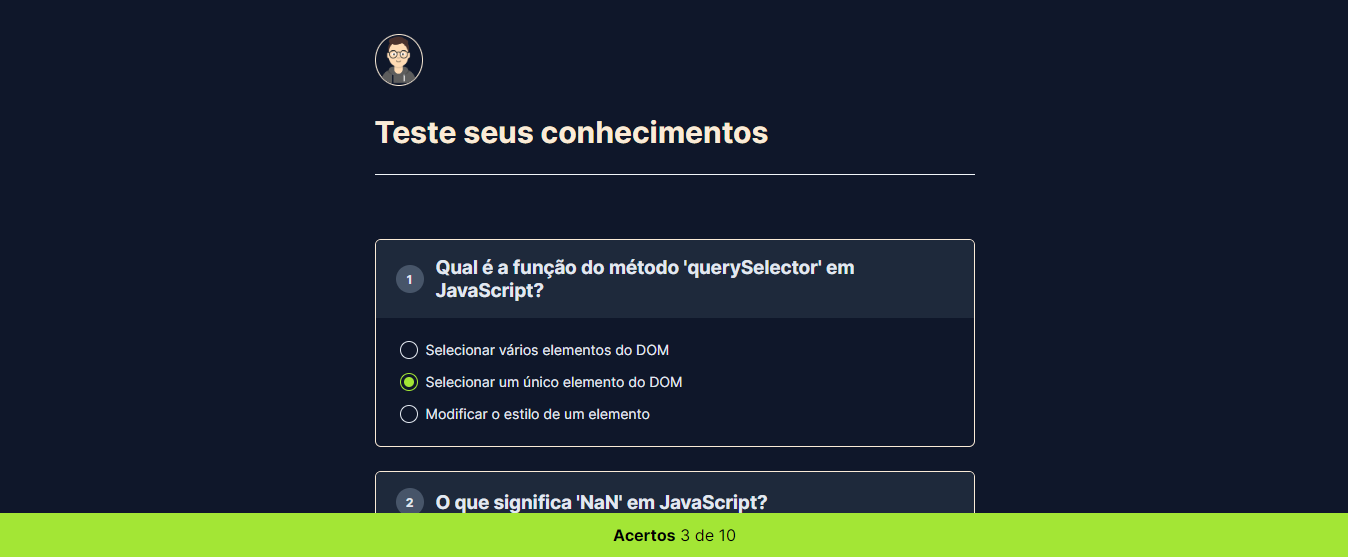 Teste seus conhecimentos
1
Qual é a função do método 'querySelector' em
JavaScript?
Selecionar vários elementos do DOM
Selecionar um único elemento do DOM
Modificar o estilo de um elemento
2
O que significa 'NaN' em JavaScript?
Acertos 3 de 10